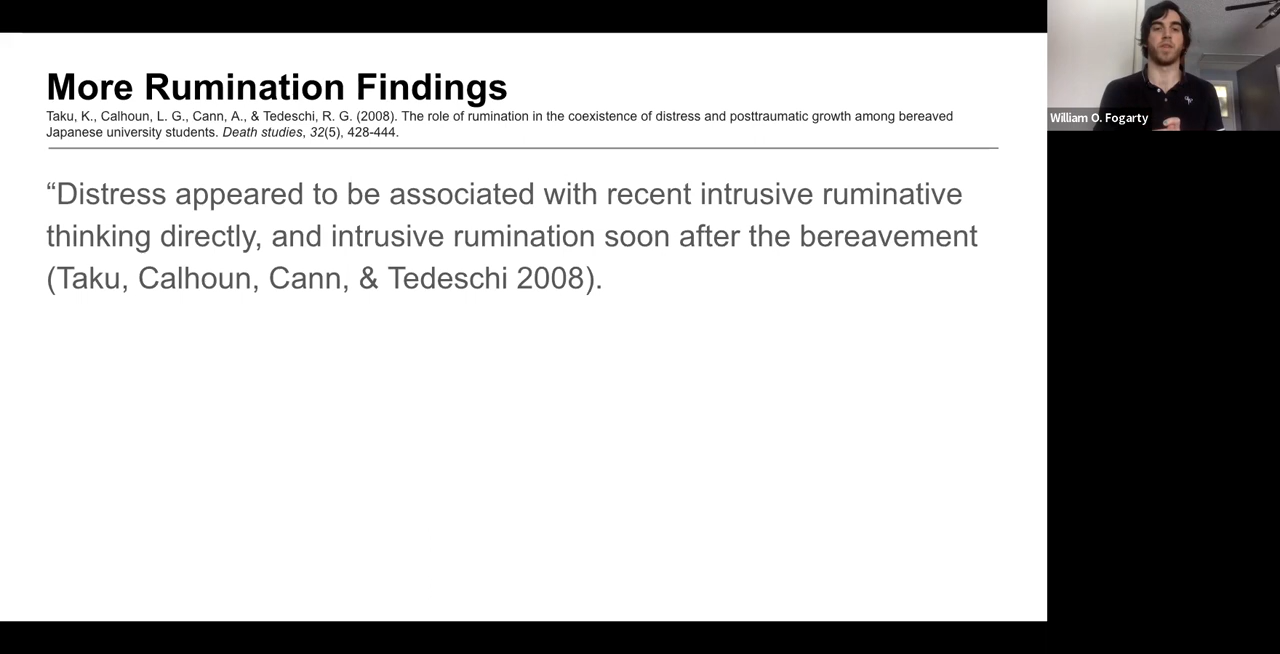 More Rumination Findings
Taku, K., Calhoun, L. G., Cann, A., & Tedeschi, R. G. (2008). The role of rumination in the coexistence of distress and posttraumatic growth among bereaved
Japanese university students. Death studies, 32(5), 428-444.
“Distress appeared to be associated with recent intrusive ruminative
thinking directly, and intrusive rumination soon after the bereavement
(Taku, Calhoun, Cann, & Tedeschi 2008).
William O. Fogarty